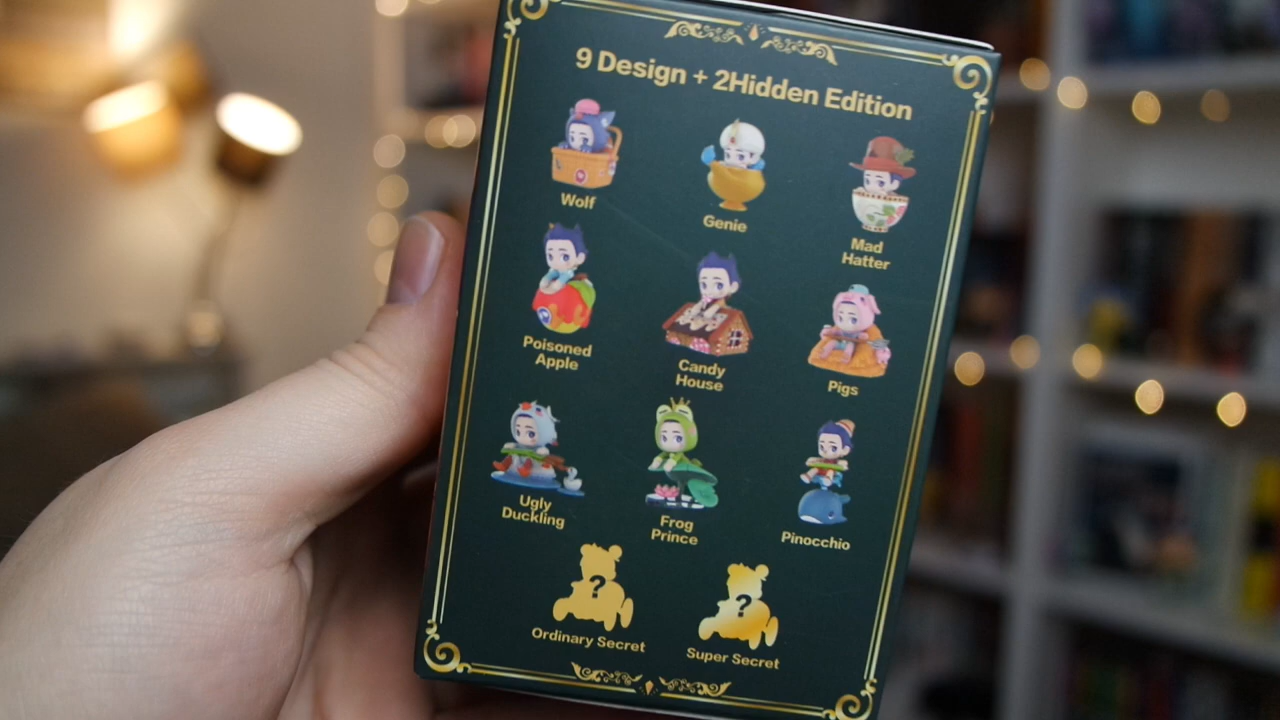 9 Design + 2Hidden Edition
Wolf
Genie
Mad
Hatter
Poisoned
Apple
Candy
House
Pigs
Ugly
Duckling
Frog
Prince
Pinocchio
?
?
Ordinary Secret
Super Secret